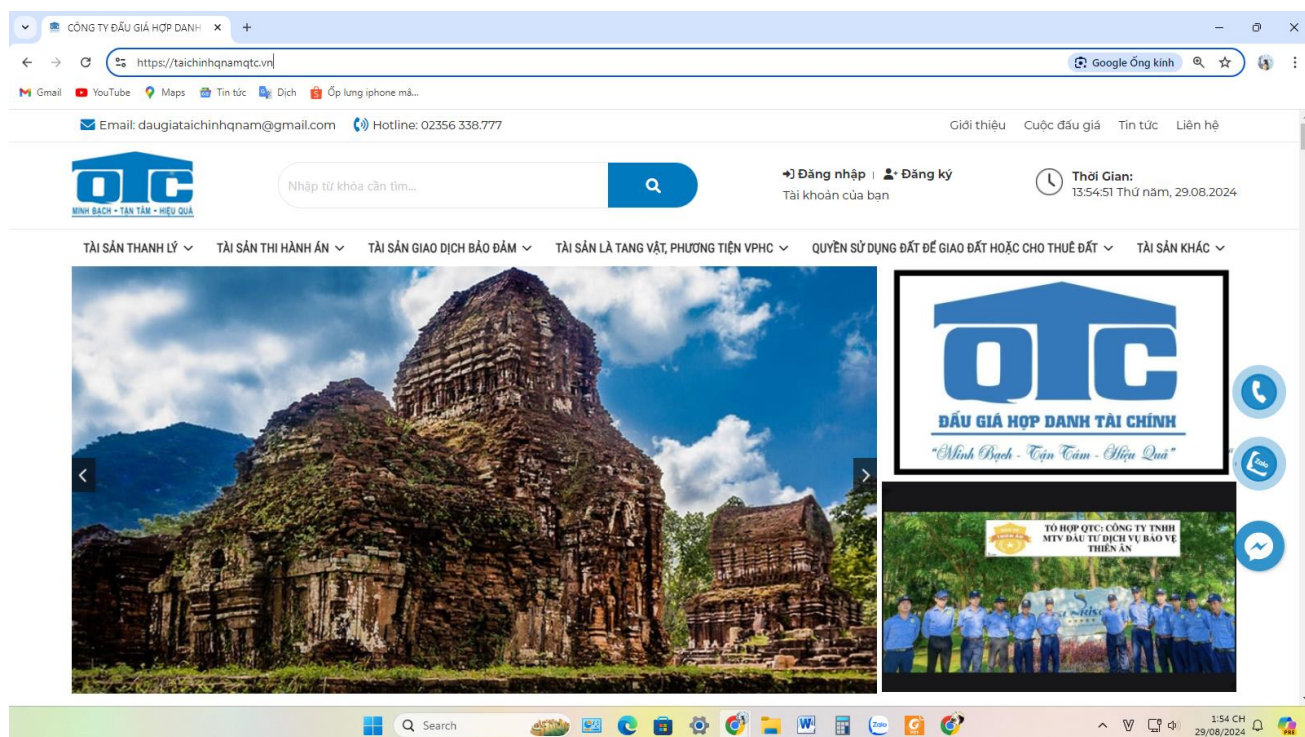 CÔNG TY ĐẤU GIÁ HỢP DANH
https://taichinhqnamqtc.vn
Google Ống kính
Gmail YouTube Maps Tin tức Dịch Ốp lưng iphone mà...
Email: daugiataichinhqnam@gmail.com Hotline: 02356 338.777 Giới thiệu Cuộc đấu giá Tin tức Liên hệ
QTC
MINH BẠCH - TẬN TÂM - HIỆU QUẢ
Nhập từ khóa cần tìm...
Đăng nhập | Đăng ký
Tài khoản của bạn
Thời Gian:
13:54:51 Thứ năm, 29.08.2024
TÀI SẢN THANH LÝ TÀI SẢN THI HÀNH ÁN TÀI SẢN GIAO DỊCH BẢO ĐẢM TÀI SẢN LÀ TANG VẬT, PHƯƠNG TIỆN VPHC QUYỀN SỬ DỤNG ĐẤT ĐỂ GIAO ĐẤT HOẶC CHO THUÊ ĐẤT TÀI SẢN KHÁC
QTC
ĐẤU GIÁ HỢP DANH TÀI CHÍNH
"Minh Bạch - Tận Tâm - Hiệu Quả"
Zalo
TỔ HỢP QTC: CÔNG TY TNHH
MTV ĐẦU TƯ DỊCH VỤ BẢO VỆ
THIÊN ÂN
Search
Zalo
1:54 CH
29/08/2024
PRE